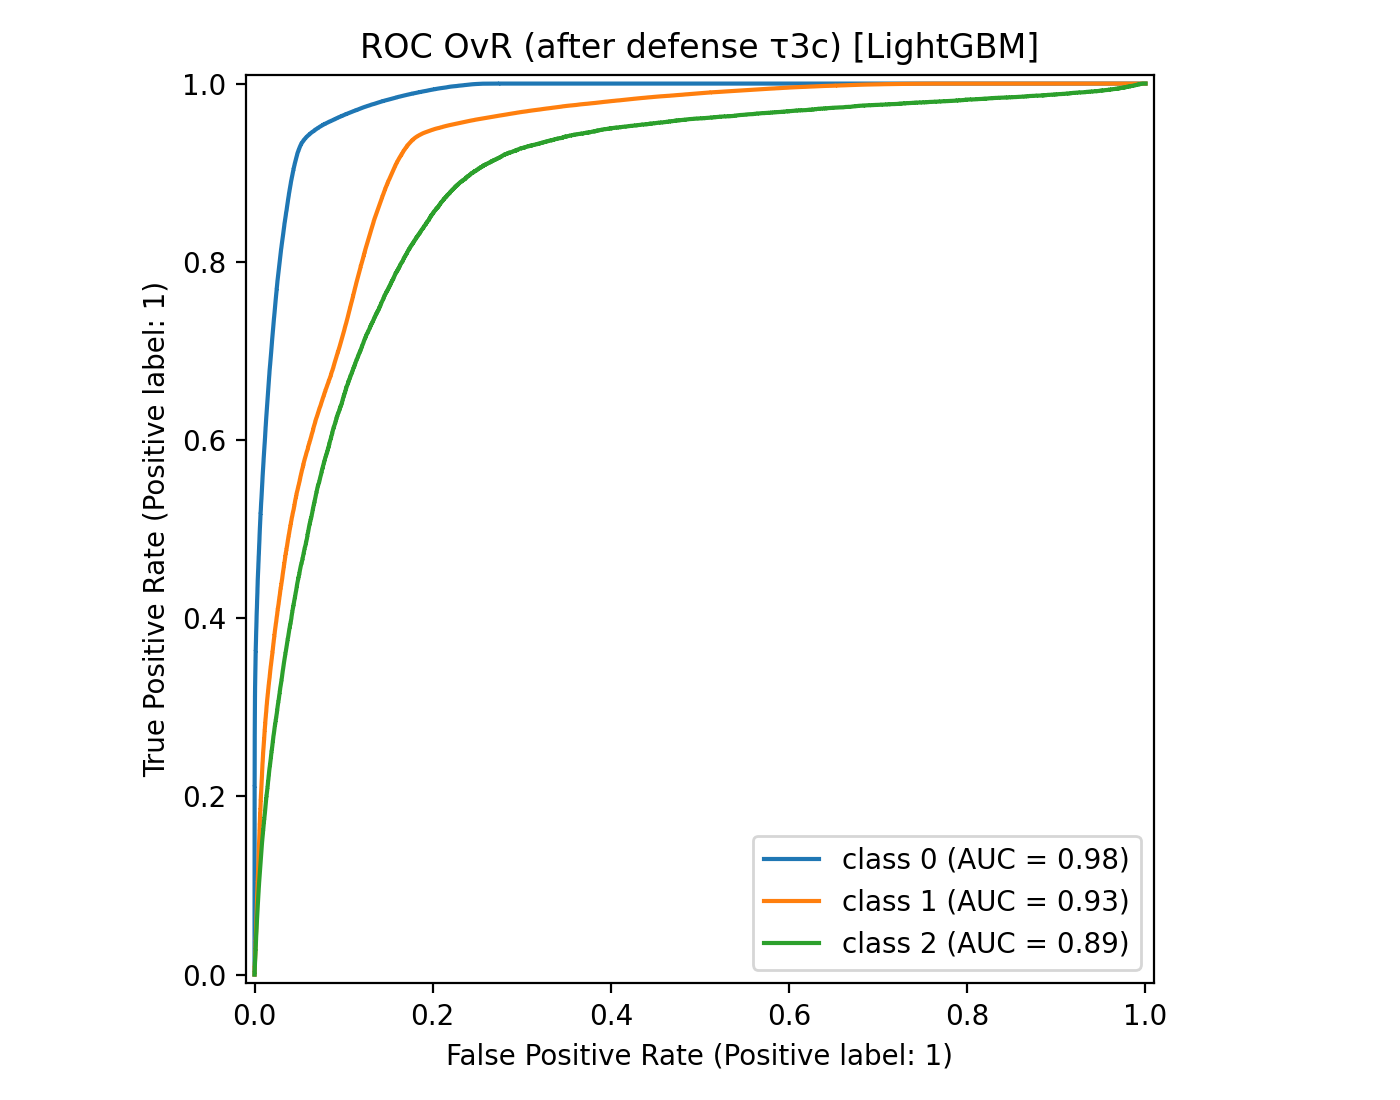 ROC OvR (after defense τ3c) [LightGBM]
True Positive Rate (Positive label: 1)
1.0
0.8
0.6
0.4
0.2
0.0
class 0 (AUC = 0.98)
class 1 (AUC = 0.93)
class 2 (AUC = 0.89)
0.0 0.2 0.4 0.6 0.8 1.0
False Positive Rate (Positive label: 1)